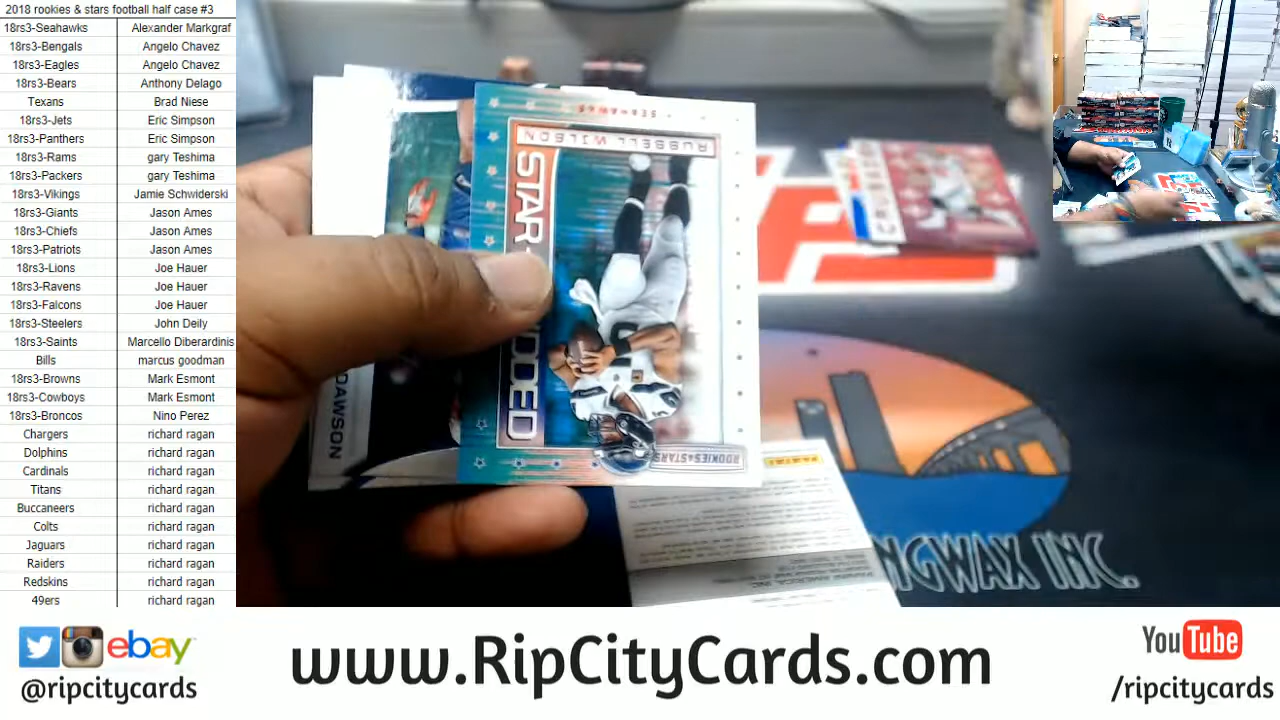 2018 rookies & stars football half case #3
18rs3-Seahawks Alexander Markgraf
18rs3-Bengals Angelo Chavez
18rs3-Eagles Angelo Chavez
18rs3-Bears Anthony Delago
Texans Brad Niese
18rs3-Jets Eric Simpson
18rs3-Panthers Eric Simpson
18rs3-Rams gary Teshima
18rs3-Packers gary Teshima
18rs3-Vikings Jamie Schwiderski
18rs3-Giants Jason Ames
18rs3-Chiefs Jason Ames
18rs3-Patriots Jason Ames
18rs3-Lions Joe Hauer
18rs3-Ravens Joe Hauer
18rs3-Falcons Joe Hauer
18rs3-Steelers John Deily
18rs3-Saints Marcello Diberardinis
Bills marcus goodman
18rs3-Browns Mark Esmont
18rs3-Cowboys Mark Esmont
18rs3-Broncos Nino Perez
Chargers richard ragan
Dolphins richard ragan
Cardinals richard ragan
Titans richard ragan
Buccaneers richard ragan
Colts richard ragan
Jaguars richard ragan
Raiders richard ragan
Redskins richard ragan
49ers richard ragan
SEAHAWKS
RUSSELL WILSON
ROOKIES & STARS
DAWSON
PANINI
NGWAX INC.
ebay
@ripcitycards
www.RipCityCards.com
YouTube
/ripcitycards